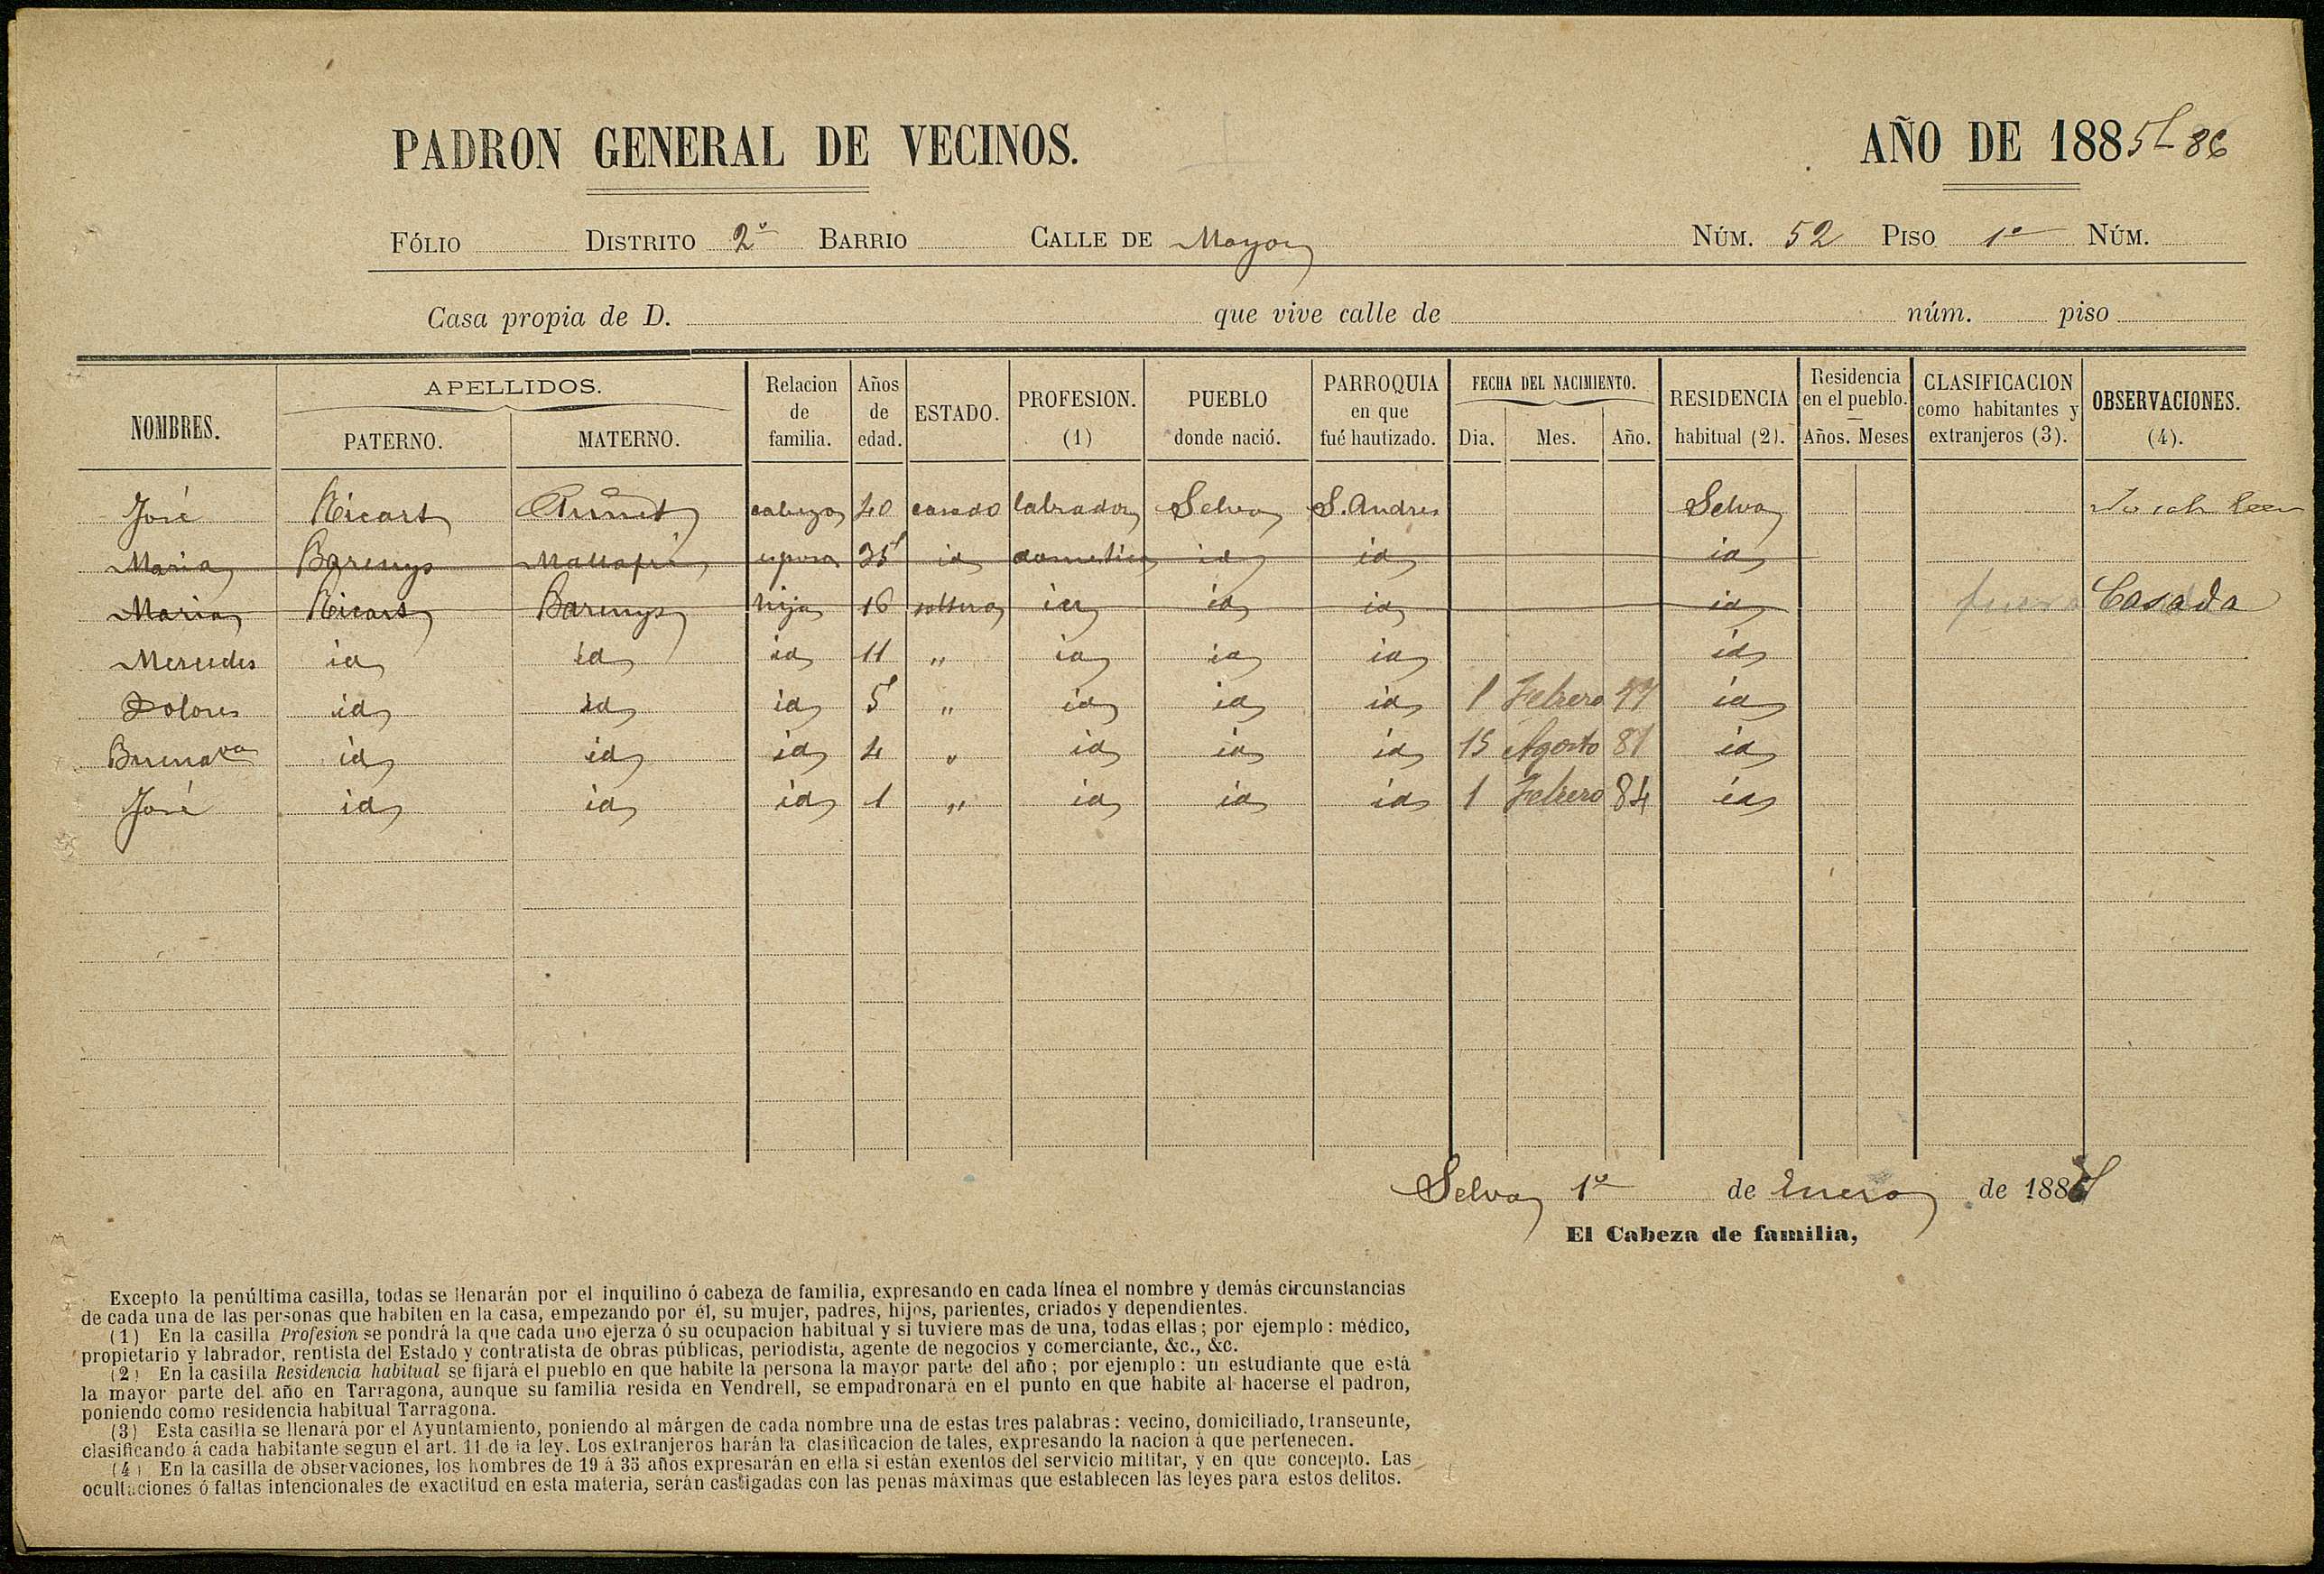 PADRON GENERAL DE VECINOS.
AÑO DE 1885 86
FÓLIO DISTRITO 2º BARRIO CALLE DE Mayor NÚM. 52 PISO 1º NÚM.
Casa propia de D. que vive calle de núm. piso
NOMBRES. APELLIDOS. PATERNO. MATERNO. Relacion de familia. Años de edad. ESTADO. PROFESION. (1) PUEBLO donde nació. PARROQUIA en que fué bautizado. FECHA DEL NACIMIENTO. Dia. Mes. Año. RESIDENCIA habitual (2). Residencia en el pueblo. Años. Meses CLASIFICACION como habitantes y extranjeros (3). OBSERVACIONES. (4).
José Ricart cabeza 40 casado labrador Selva S. Andres Selva
Maria Barenys esposa 35 id domestica id id id
Maria Ricart Barenys hija 16 soltera id id id id fuera Casada
Mercedes id id id 11 " id id id id
Dolores id id id 5 " id id id 1 Febrero 77 id
Buenavª id id id 4 " id id id 15 Agosto 81 id
José id id id 1 " id id id 1 Febrero 84 id
Selva 1º de Enero de 1885
El Cabeza de familia,
Excepto la penúltima casilla, todas se llenarán por el inquilino ó cabeza de familia, expresando en cada línea el nombre y demás circunstancias
de cada una de las personas que habiten en la casa, empezando por él, su mujer, padres, hijos, parientes, criados y dependientes.
(1) En la casilla Profesion se pondrá la que cada uno ejerza ó su ocupacion habitual y si tuviere mas de una, todas ellas; por ejemplo: médico,
propietario y labrador, rentista del Estado y contratista de obras públicas, periodista, agente de negocios y comerciante, &c., &c.
(2) En la casilla Residencia habitual se fijará el pueblo en que habite la persona la mayor parte del año; por ejemplo: un estudiante que está
la mayor parte del año en Tarragona, aunque su familia resida en Vendrell, se empadronará en el punto en que habite al hacerse el padron,
poniendo como residencia habitual Tarragona.
(3) Esta casilla se llenará por el Ayuntamiento, poniendo al márgen de cada nombre una de estas tres palabras: vecino, domiciliado, transeunte,
clasificando á cada habitante segun el art. 11 de la ley. Los extranjeros harán la clasificacion de tales, expresando la nacion á que pertenecen.
(4) En la casilla de observaciones, los hombres de 19 á 35 años expresarán en ella si están exentos del servicio militar, y en que concepto. Las
ocultaciones ó faltas intencionales de exactitud en esta materia, serán castigadas con las penas máximas que establecen las leyes para estos delitos.